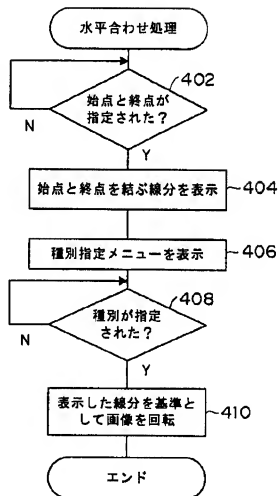 水平合わせ処理
402
始点と終点が
指定された?
N
Y
始点と終点を結ぶ線分を表示
404
種別指定メニューを表示
406
408
種別が指定
された?
N
Y
表示した線分を基準と
して画像を回転
410
エンド